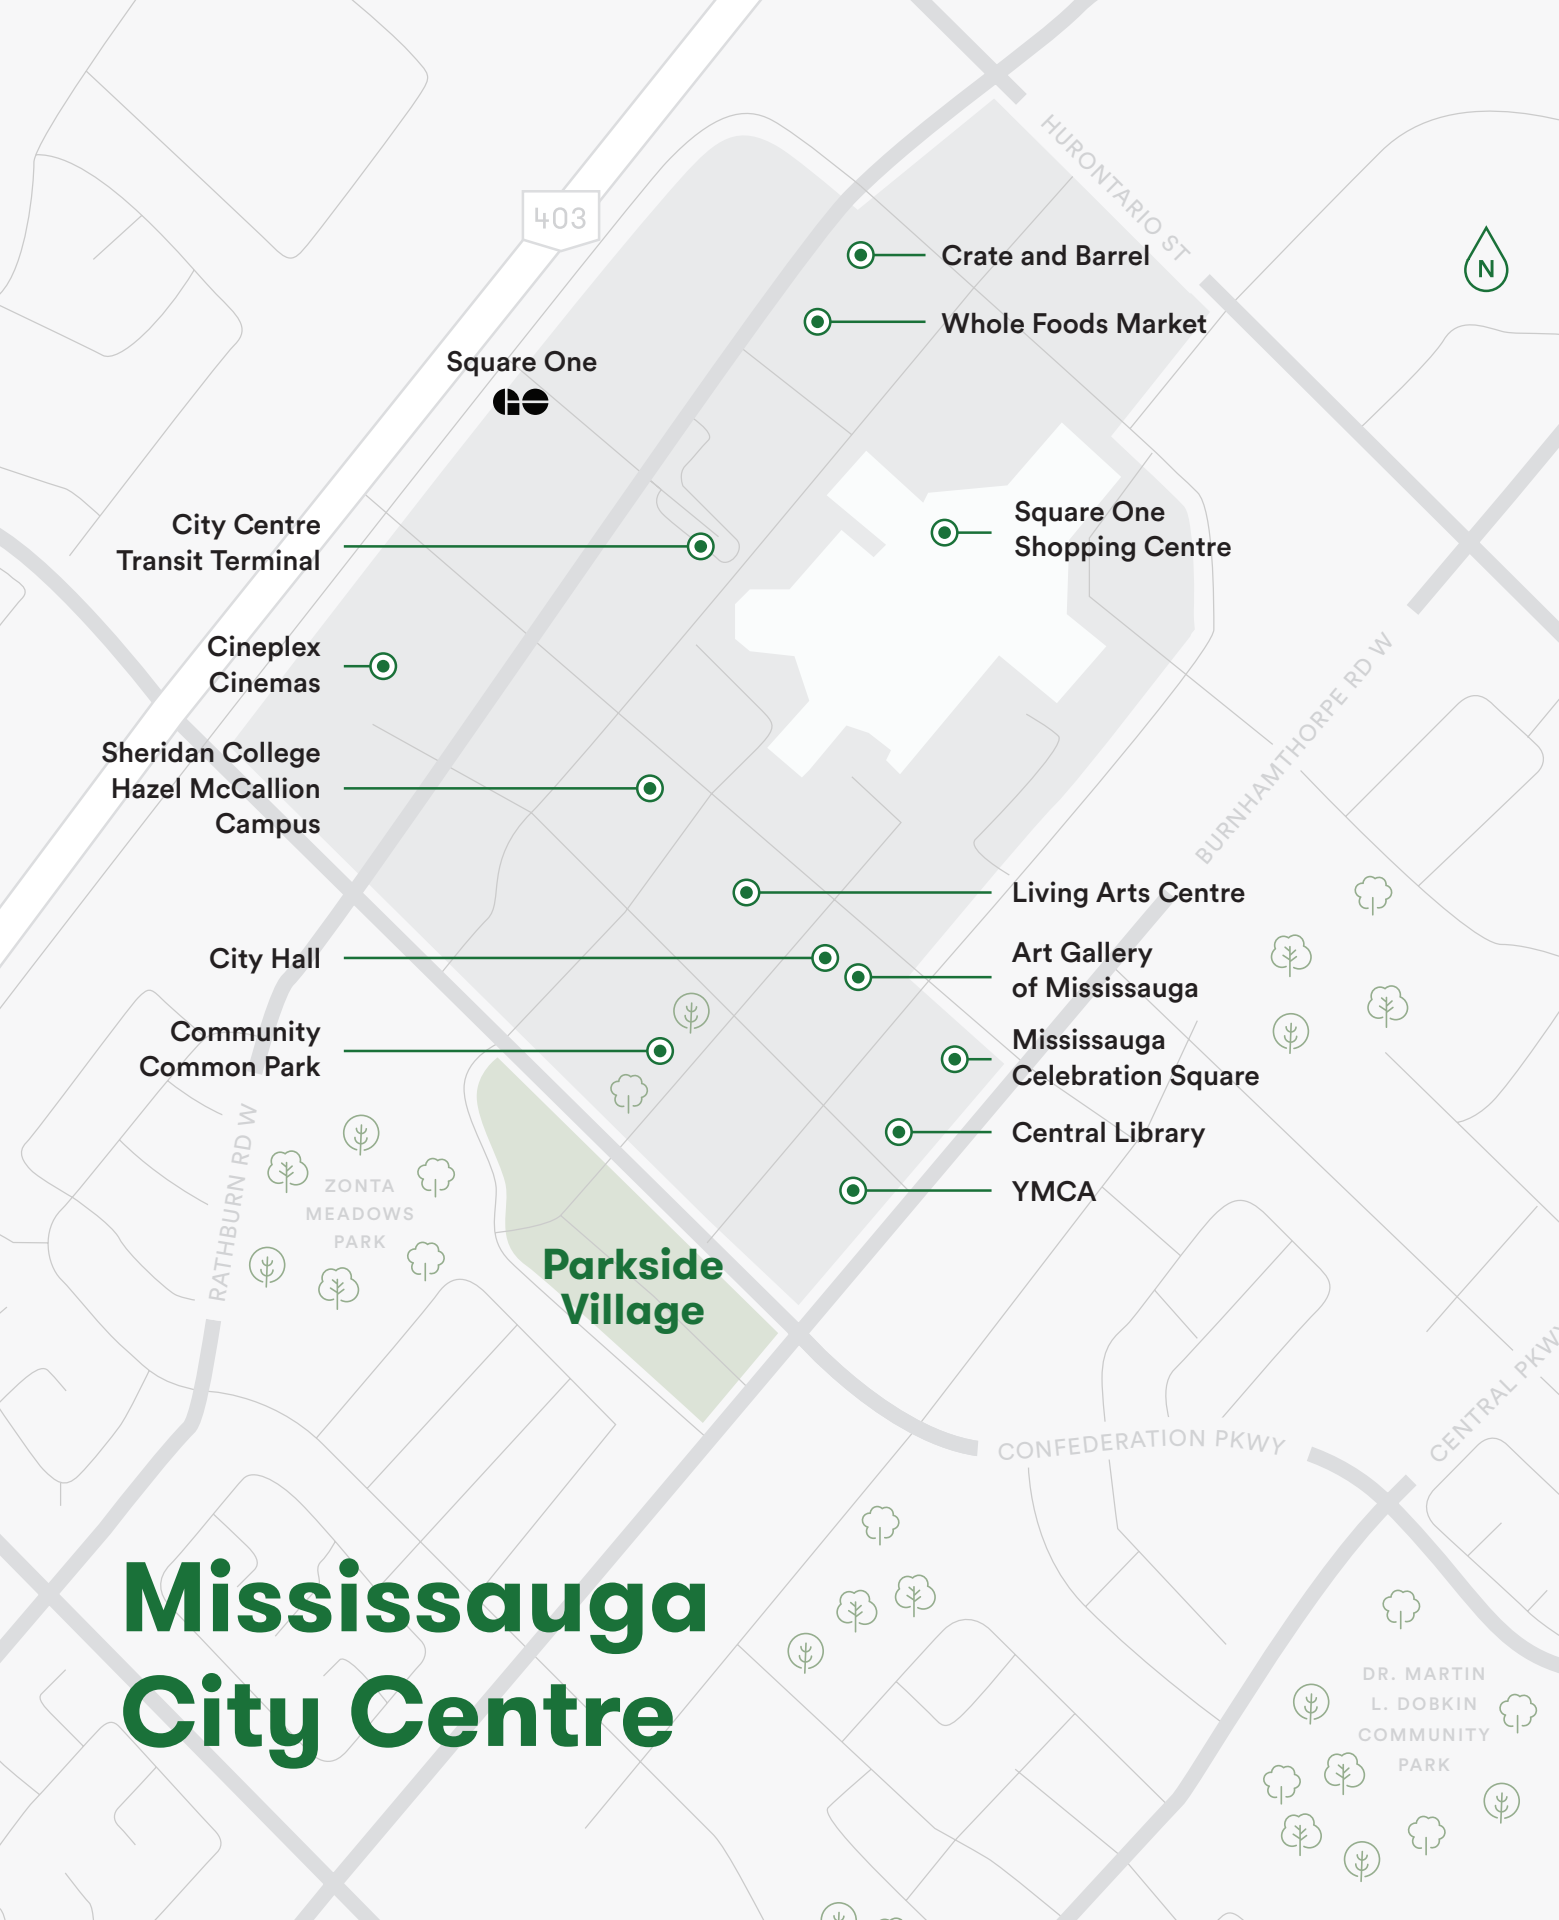 HURONTARIO ST
403
Crate and Barrel
N
Whole Foods Market
Square One
GO
City Centre
Transit Terminal
Square One
Shopping Centre
Cineplex
Cinemas
BURNHAMTHORPE RD W
Sheridan College
Hazel McCallion
Campus
Living Arts Centre
City Hall
Art Gallery
of Mississauga
Community
Common Park
Mississauga
Celebration Square
Central Library
RATHBURN RD W
ZONTA
MEADOWS
PARK
YMCA
Parkside
Village
CENTRAL PKWY
CONFEDERATION PKWY
Mississauga
City Centre
DR. MARTIN
L. DOBKIN
COMMUNITY
PARK